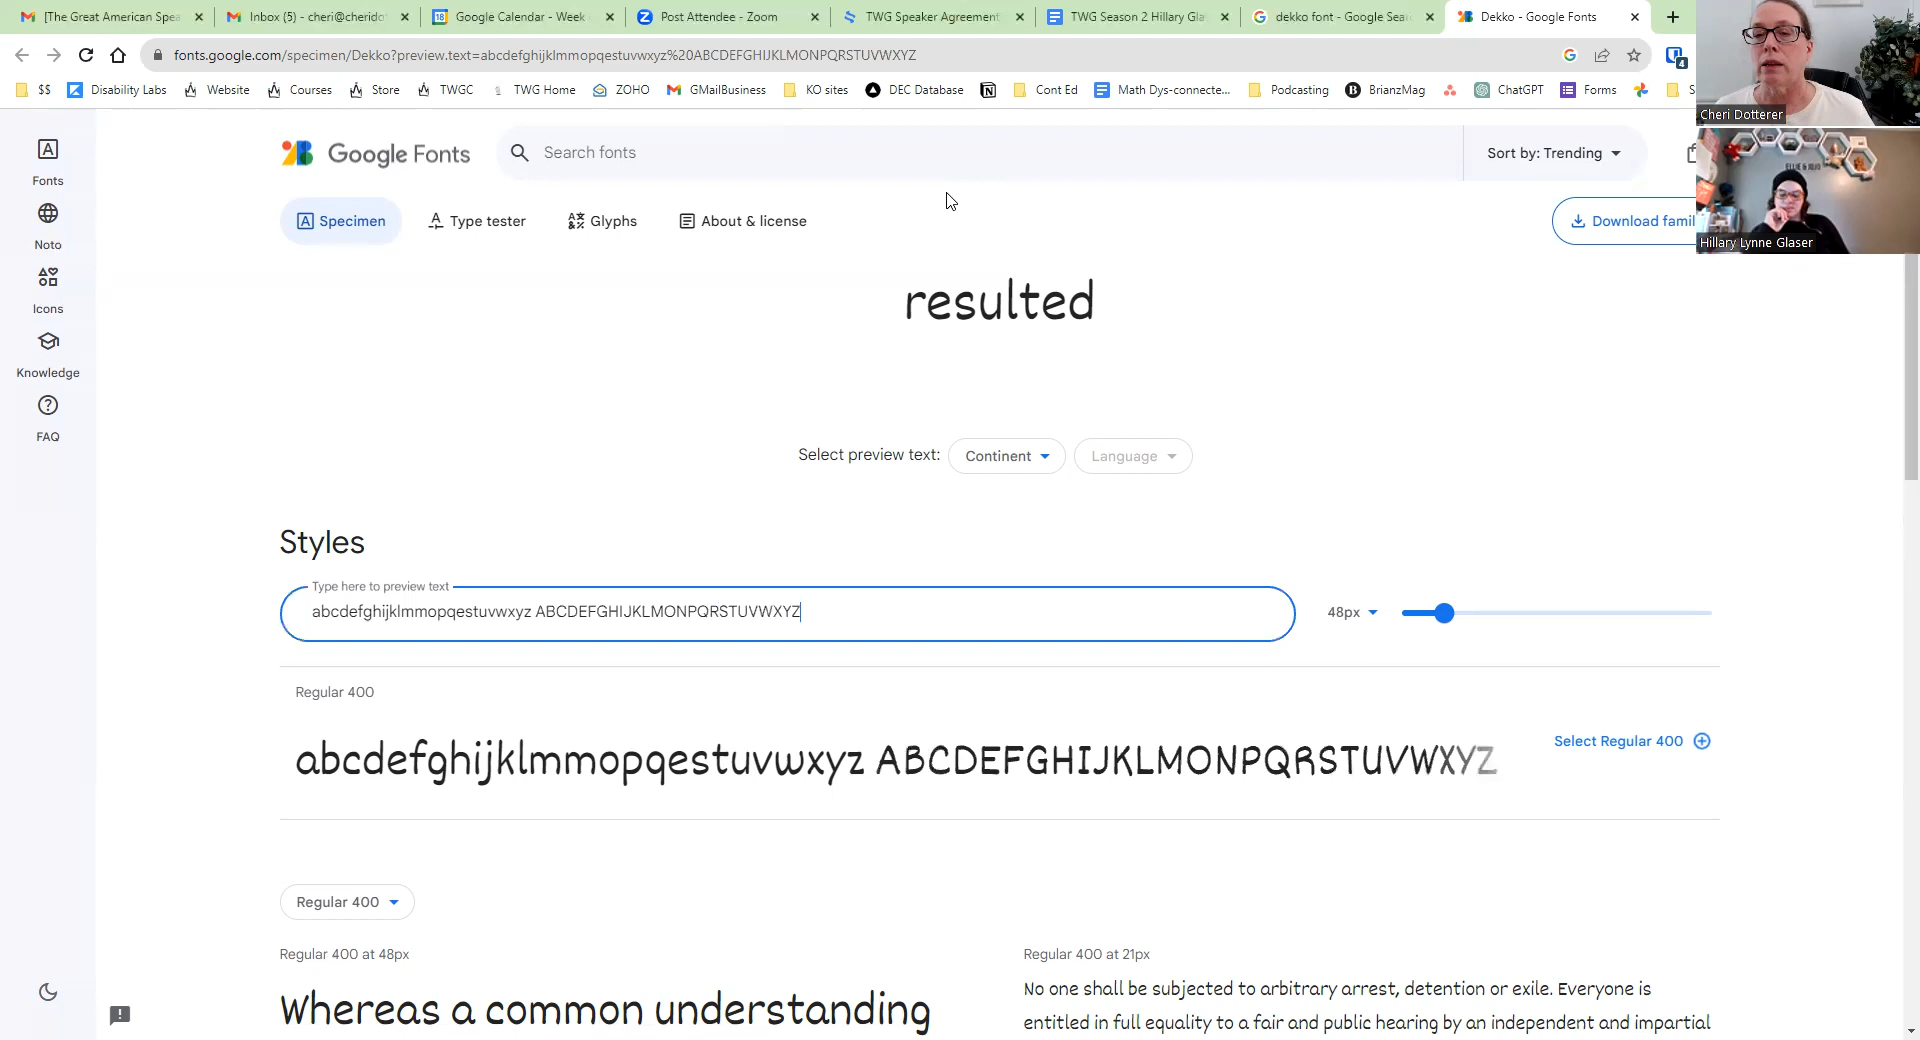 [The Great American Spea
Inbox (5) - cheri@cherido
Google Calendar - Week
Post Attendee - Zoom
TWG Speaker Agreement
TWG Season 2 Hillary Gla
dekko font - Google Sear
Dekko - Google Fonts
fonts.google.com/specimen/Dekko?preview.text=abcdefghijklmmopqestuvwxyz%20ABCDEFGHIJKLMONPQRSTUVWXYZ
4
$$
Disability Labs
Website
Courses
Store
TWGC
TWG Home
ZOHO
GMailBusiness
KO sites
DEC Database
Cont Ed
Math Dys-connecte...
Podcasting
BrianzMag
ChatGPT
Forms
S
Cheri Dotterer
Hillary Lynne Glaser
Fonts
Noto
Icons
Knowledge
FAQ
Google Fonts
Search fonts
Sort by: Trending
Specimen
Type tester
Glyphs
About & license
Download famil
resulted
Select preview text: Continent Language
Styles
Type here to preview text
abcdefghijklmmopqestuvwxyz ABCDEFGHIJKLMONPQRSTUVWXYZ
48px
Regular 400
abcdefghijklmmopqestuvwxyz ABCDEFGHIJKLMONPQRSTUVWXYZ
Select Regular 400
Regular 400
Regular 400 at 48px
Whereas a common understanding
Regular 400 at 21px
No one shall be subjected to arbitrary arrest, detention or exile. Everyone is
entitled in full equality to a fair and public hearing by an independent and impartial